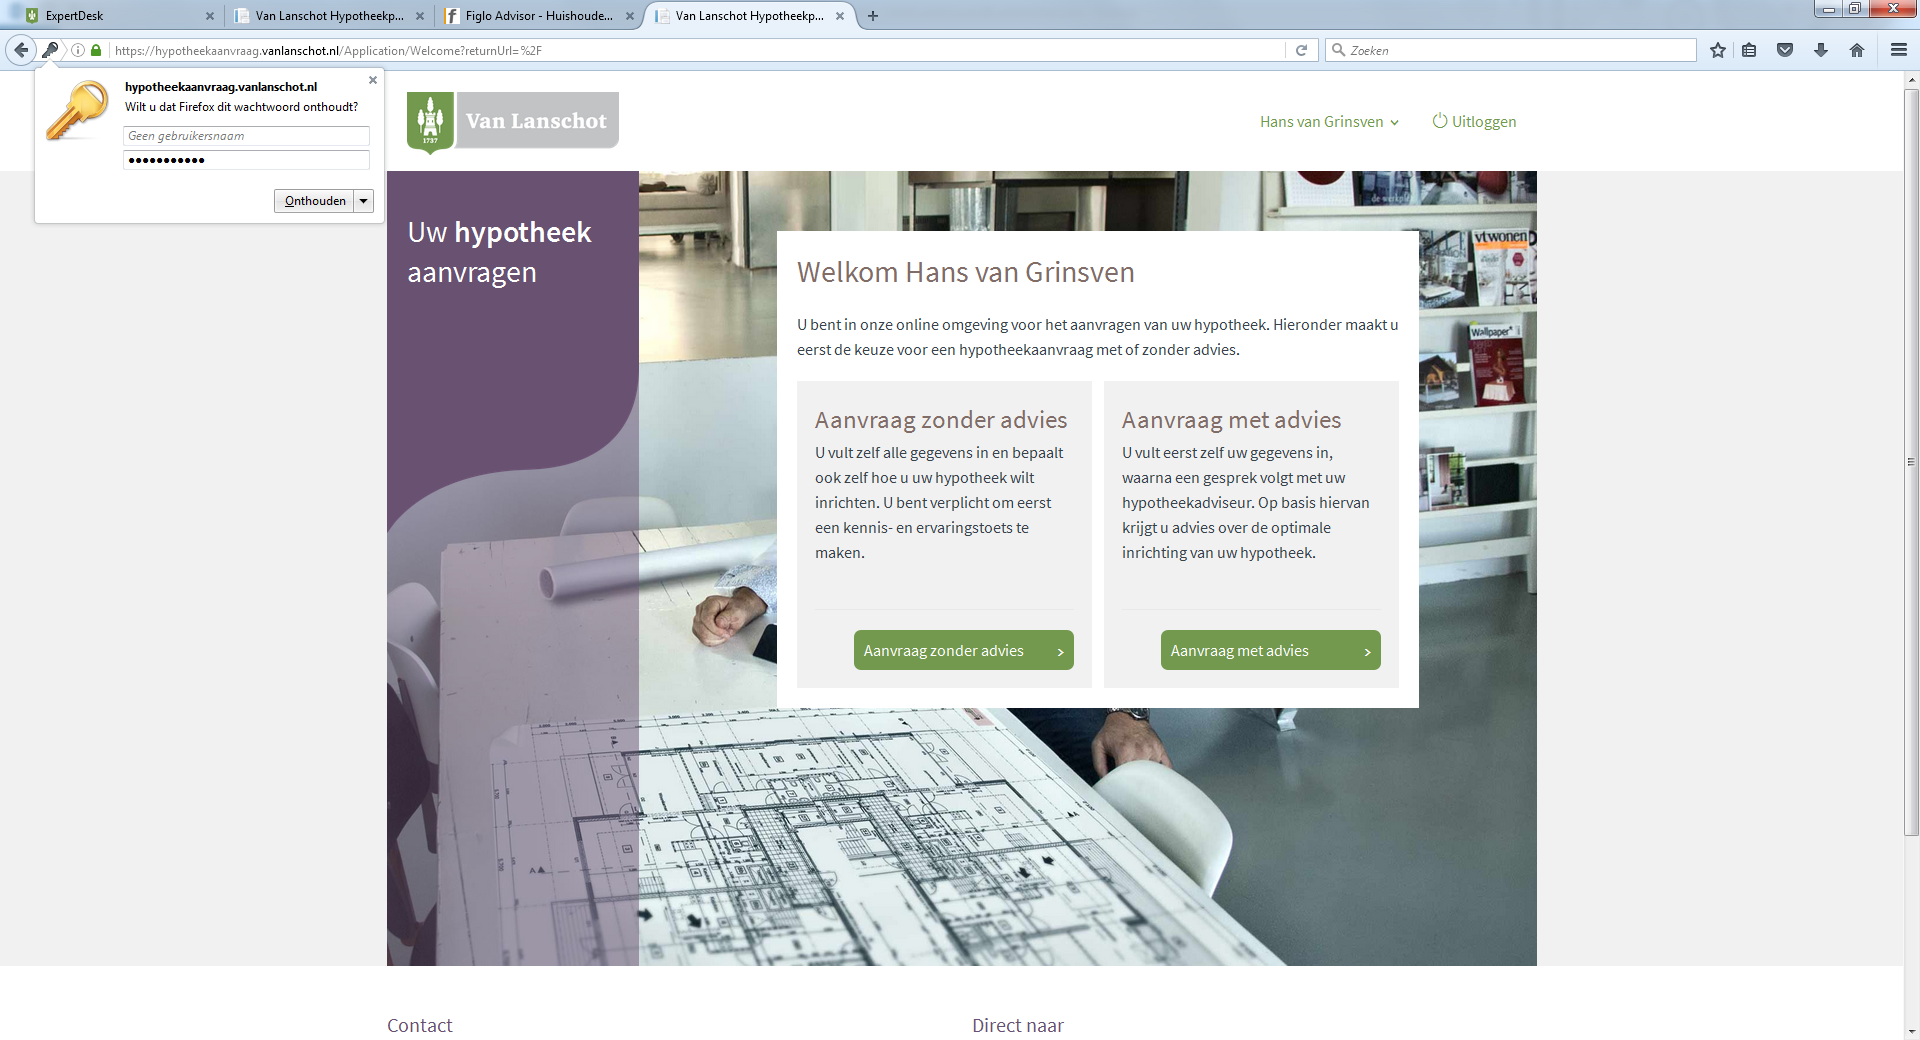 ExpertDesk
Van Lanschot Hypotheekp...
Figlo Advisor - Huishoude...
Van Lanschot Hypotheekp...
https://hypotheekaanvraag.vanlanschot.nl/Application/Welcome?returnUrl=%2F
Zoeken
hypotheekaanvraag.vanlanschot.nl
Wilt u dat Firefox dit wachtwoord onthoudt?
Geen gebruikersnaam
●●●●●●●●●●●
Onthouden
1737
Van Lanschot
Hans van Grinsven
Uitloggen
Uw hypotheek
aanvragen
vtwonen
Wallpaper*
Welkom Hans van Grinsven
U bent in onze online omgeving voor het aanvragen van uw hypotheek. Hieronder maakt u
eerst de keuze voor een hypotheekaanvraag met of zonder advies.
Aanvraag zonder advies
U vult zelf alle gegevens in en bepaalt
ook zelf hoe u uw hypotheek wilt
inrichten. U bent verplicht om eerst
een kennis- en ervaringstoets te
maken.
Aanvraag zonder advies >
Aanvraag met advies
U vult eerst zelf uw gegevens in,
waarna een gesprek volgt met uw
hypotheekadviseur. Op basis hiervan
krijgt u advies over de optimale
inrichting van uw hypotheek.
Aanvraag met advies >
Contact
Direct naar